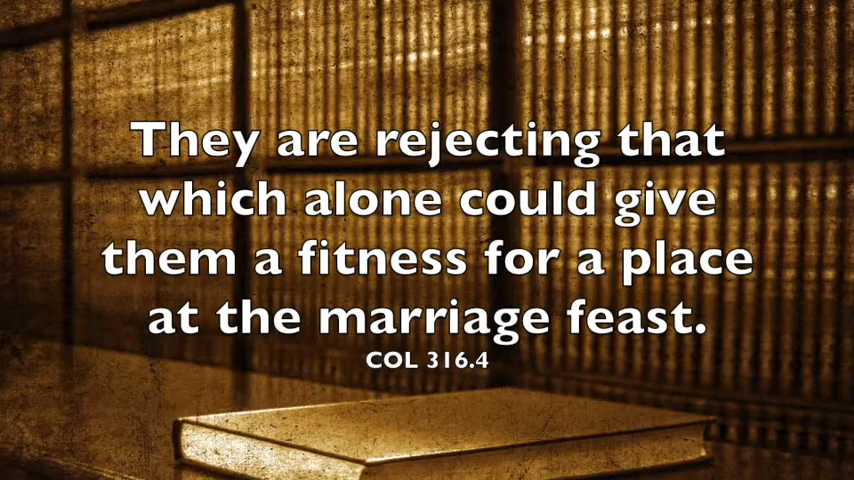 They are rejecting that
which alone could give
them a fitness for a place
at the marriage feast.
COL 316.4